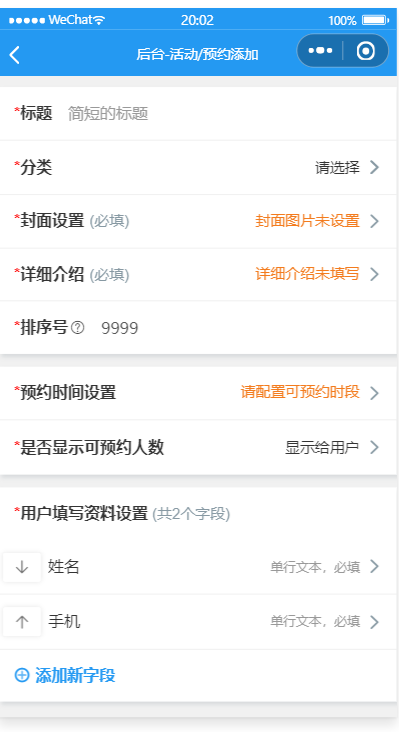 WeChat 20:02 100%
后台-活动/预约添加
*标题 简短的标题
*分类 请选择
*封面设置 (必填) 封面图片未设置
*详细介绍 (必填) 详细介绍未填写
*排序号 9999
*预约时间设置 请配置可预约时段
*是否显示可预约人数 显示给用户
*用户填写资料设置 (共2个字段)
姓名 单行文本，必填
手机 单行文本，必填
添加新字段